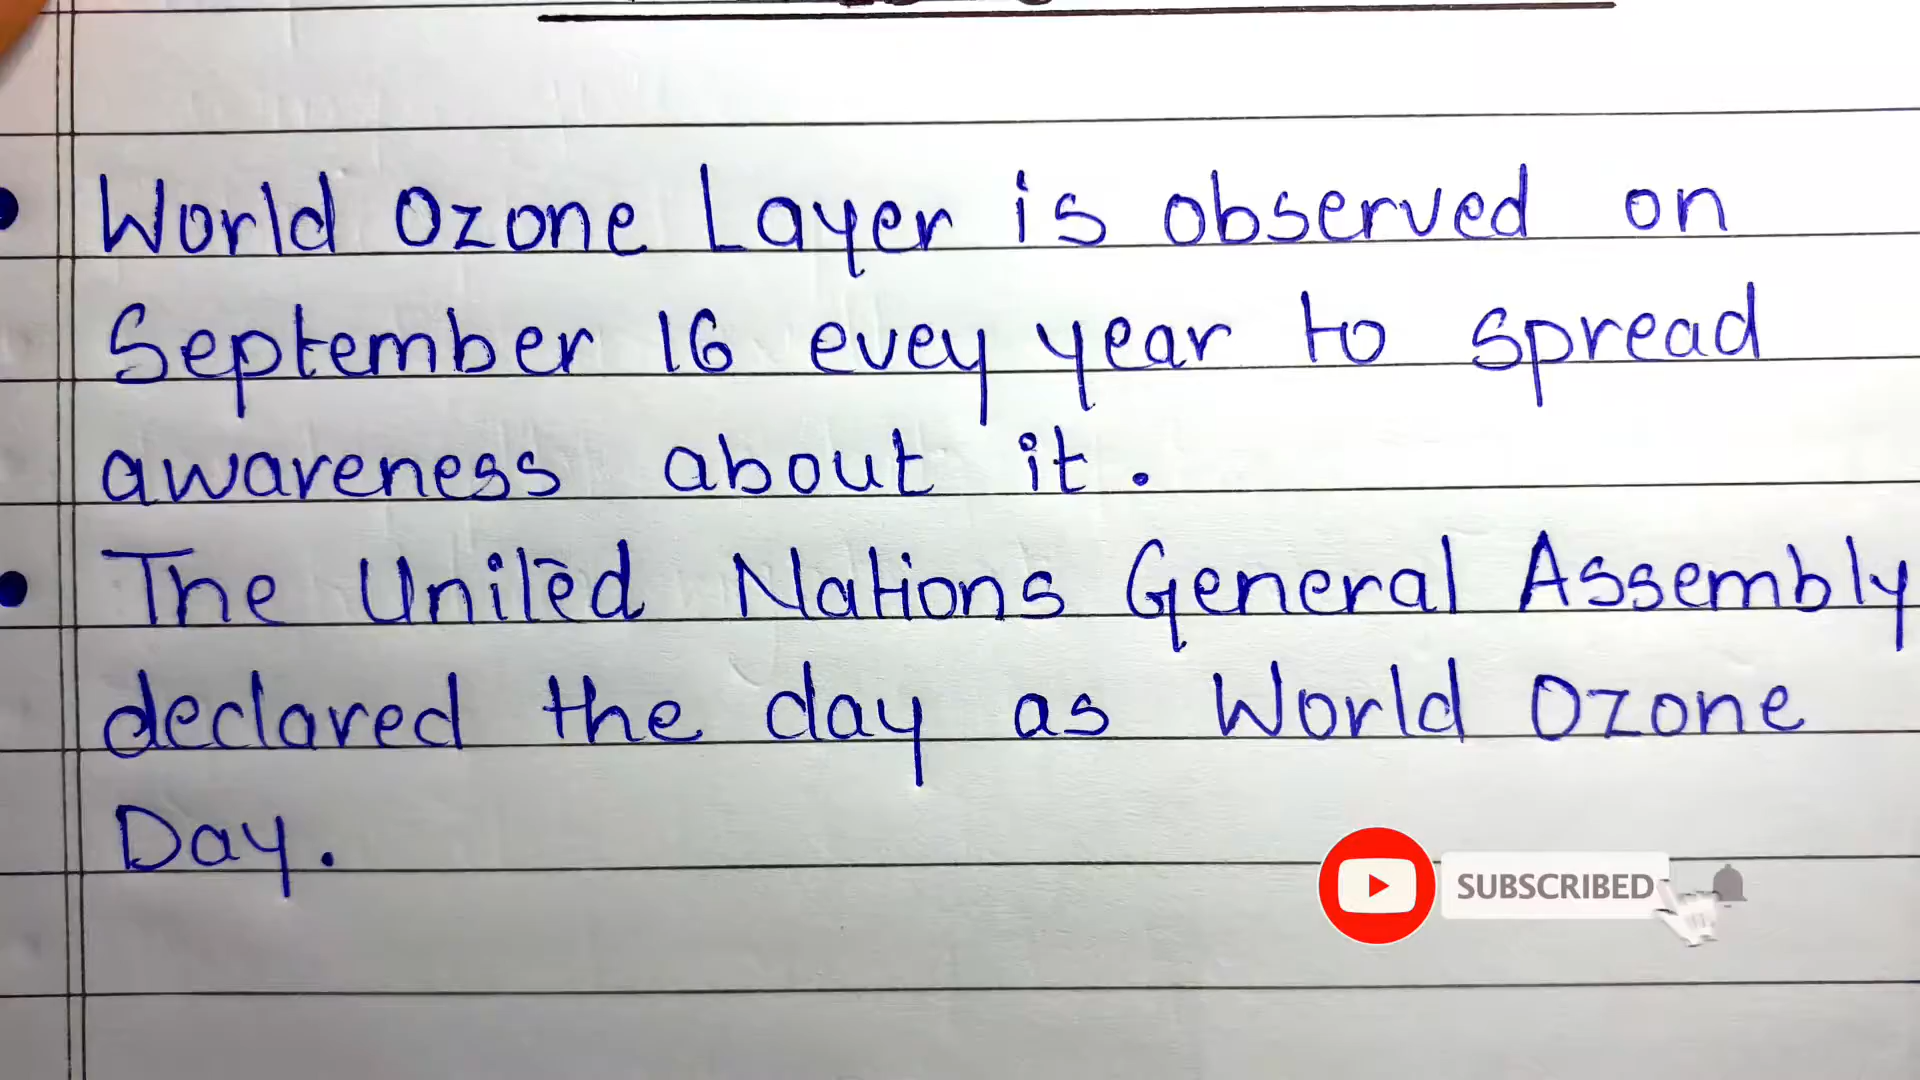 World Ozone Layer is observed on
September 16 evey year to spread
awareness about it.
The United Nations General Assembly
declared the day as World Ozone
Day.
SUBSCRIBED